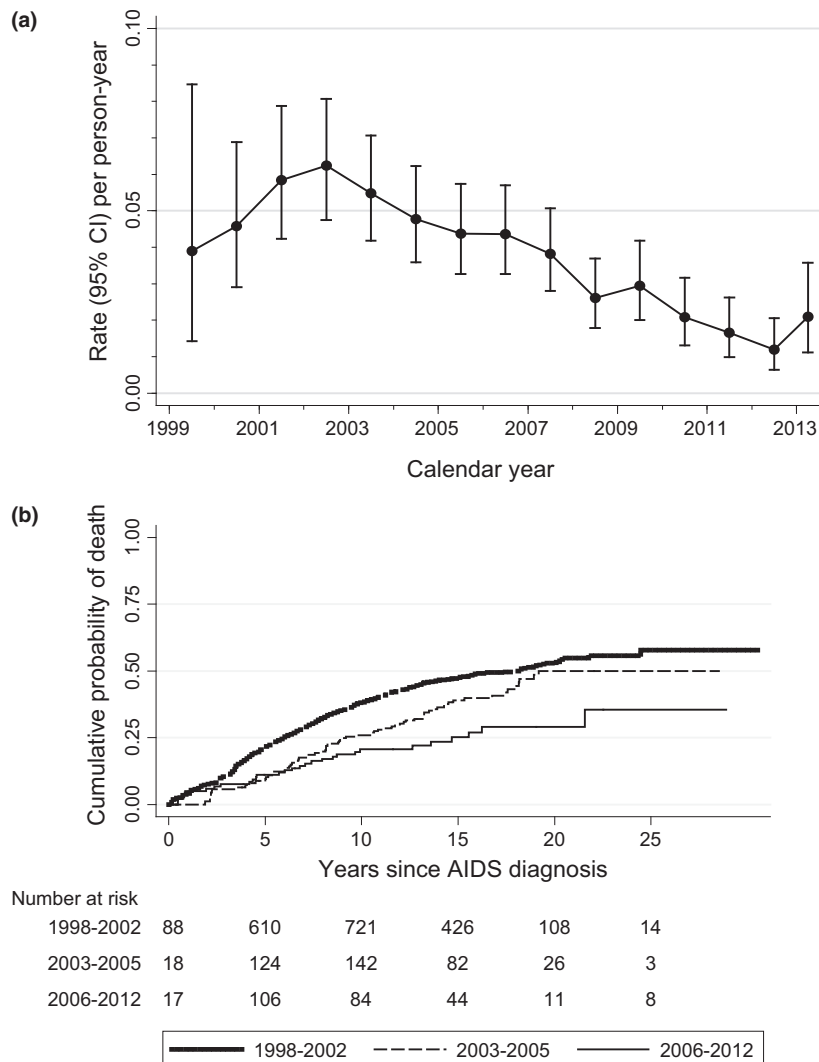 (a)
Rate (95% CI) per person-year
0.10
0.05
0.00
1999 2001 2003 2005 2007 2009 2011 2013
Calendar year
(b)
Cumulative probability of death
1.00
0.75
0.50
0.25
0.00
0 5 10 15 20 25
Years since AIDS diagnosis
Number at risk
1998-2002 88 610 721 426 108 14
2003-2005 18 124 142 82 26 3
2006-2012 17 106 84 44 11 8
1998-2002 2003-2005 2006-2012